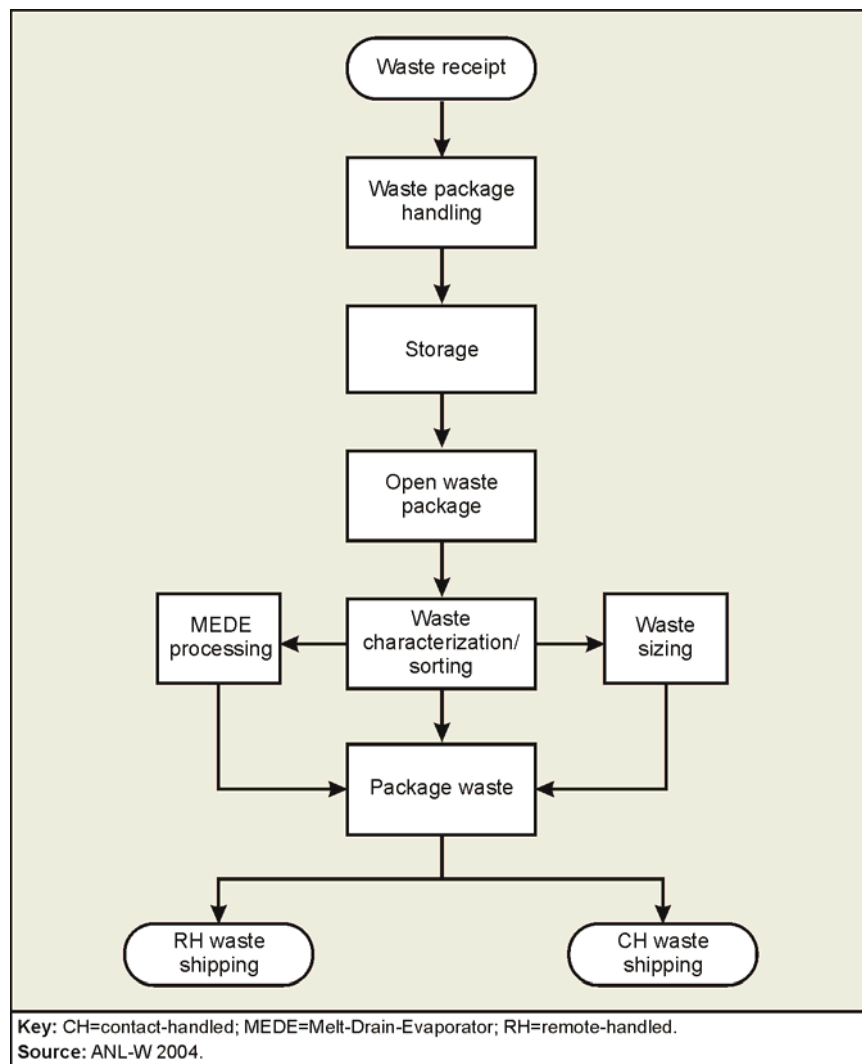 Waste receipt
Waste package
handling
Storage
Open waste
package
MEDE
processing
Waste
characterization/
sorting
Waste
sizing
Package waste
RH waste
shipping
CH waste
shipping
Key: CH=contact-handled; MEDE=Melt-Drain-Evaporator; RH=remote-handled.
Source: ANL-W 2004.